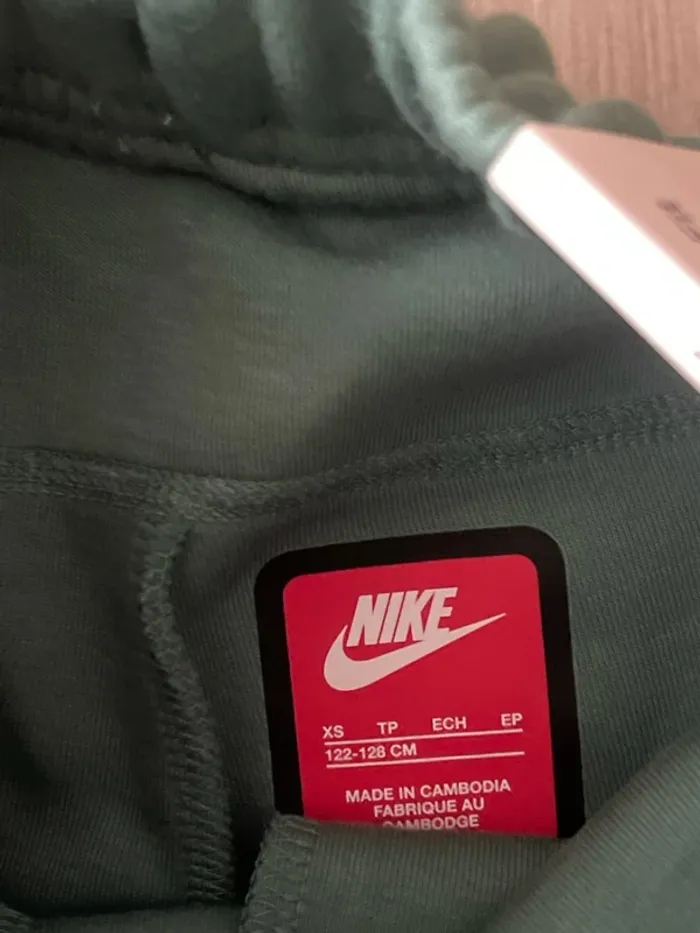 NIKE
XS TP ECH EP
122-128 CM
MADE IN CAMBODIA
FABRIQUE AU
CAMBODGE